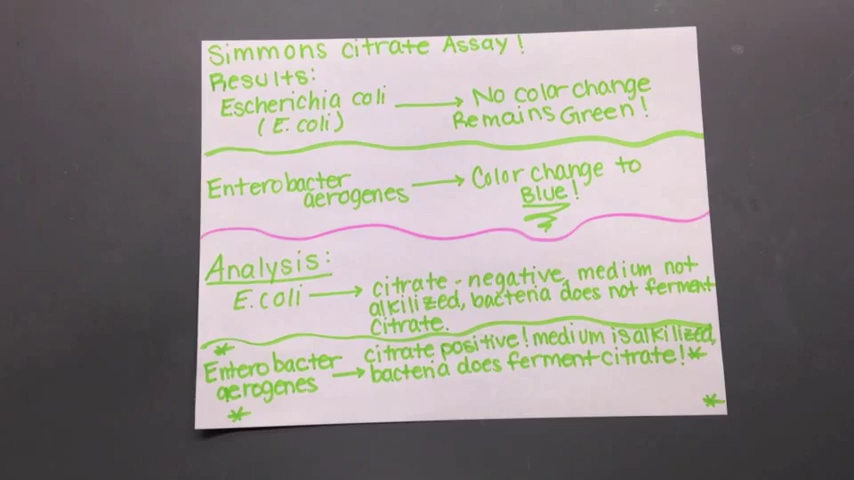 Simmons Citrate Assay!
Results:
Escherichia coli → No color change
(E. coli) Remains Green!
Enterobacter → Color change to
aerogenes Blue!
Analysis:
E. coli → citrate - negative, medium not
alkilized, bacteria does not ferment
citrate.
* Enterobacter → citrate positive! medium is alkilized,
aerogenes bacteria does ferment citrate! *
* *